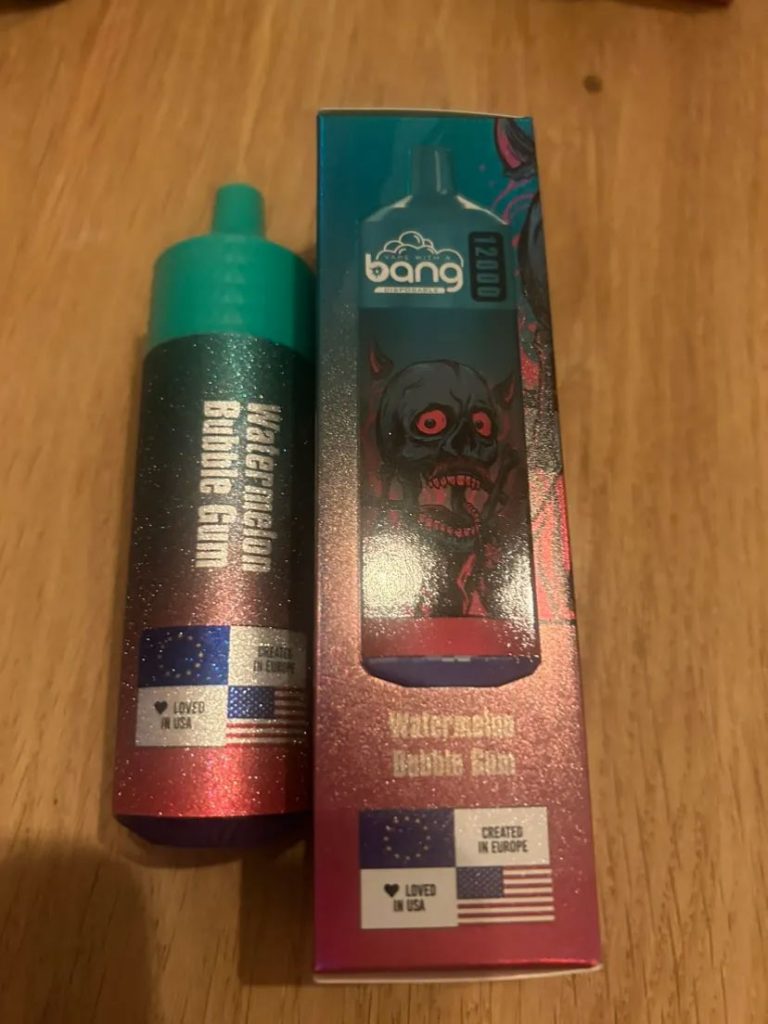 Watermelon
Bubble Gum
CREATED
IN EUROPE
LOVED
IN USA
VAPE WITH A
bang
DISPOSABLE
12000
Watermelon
Bubble Gum
CREATED
IN EUROPE
LOVED
IN USA